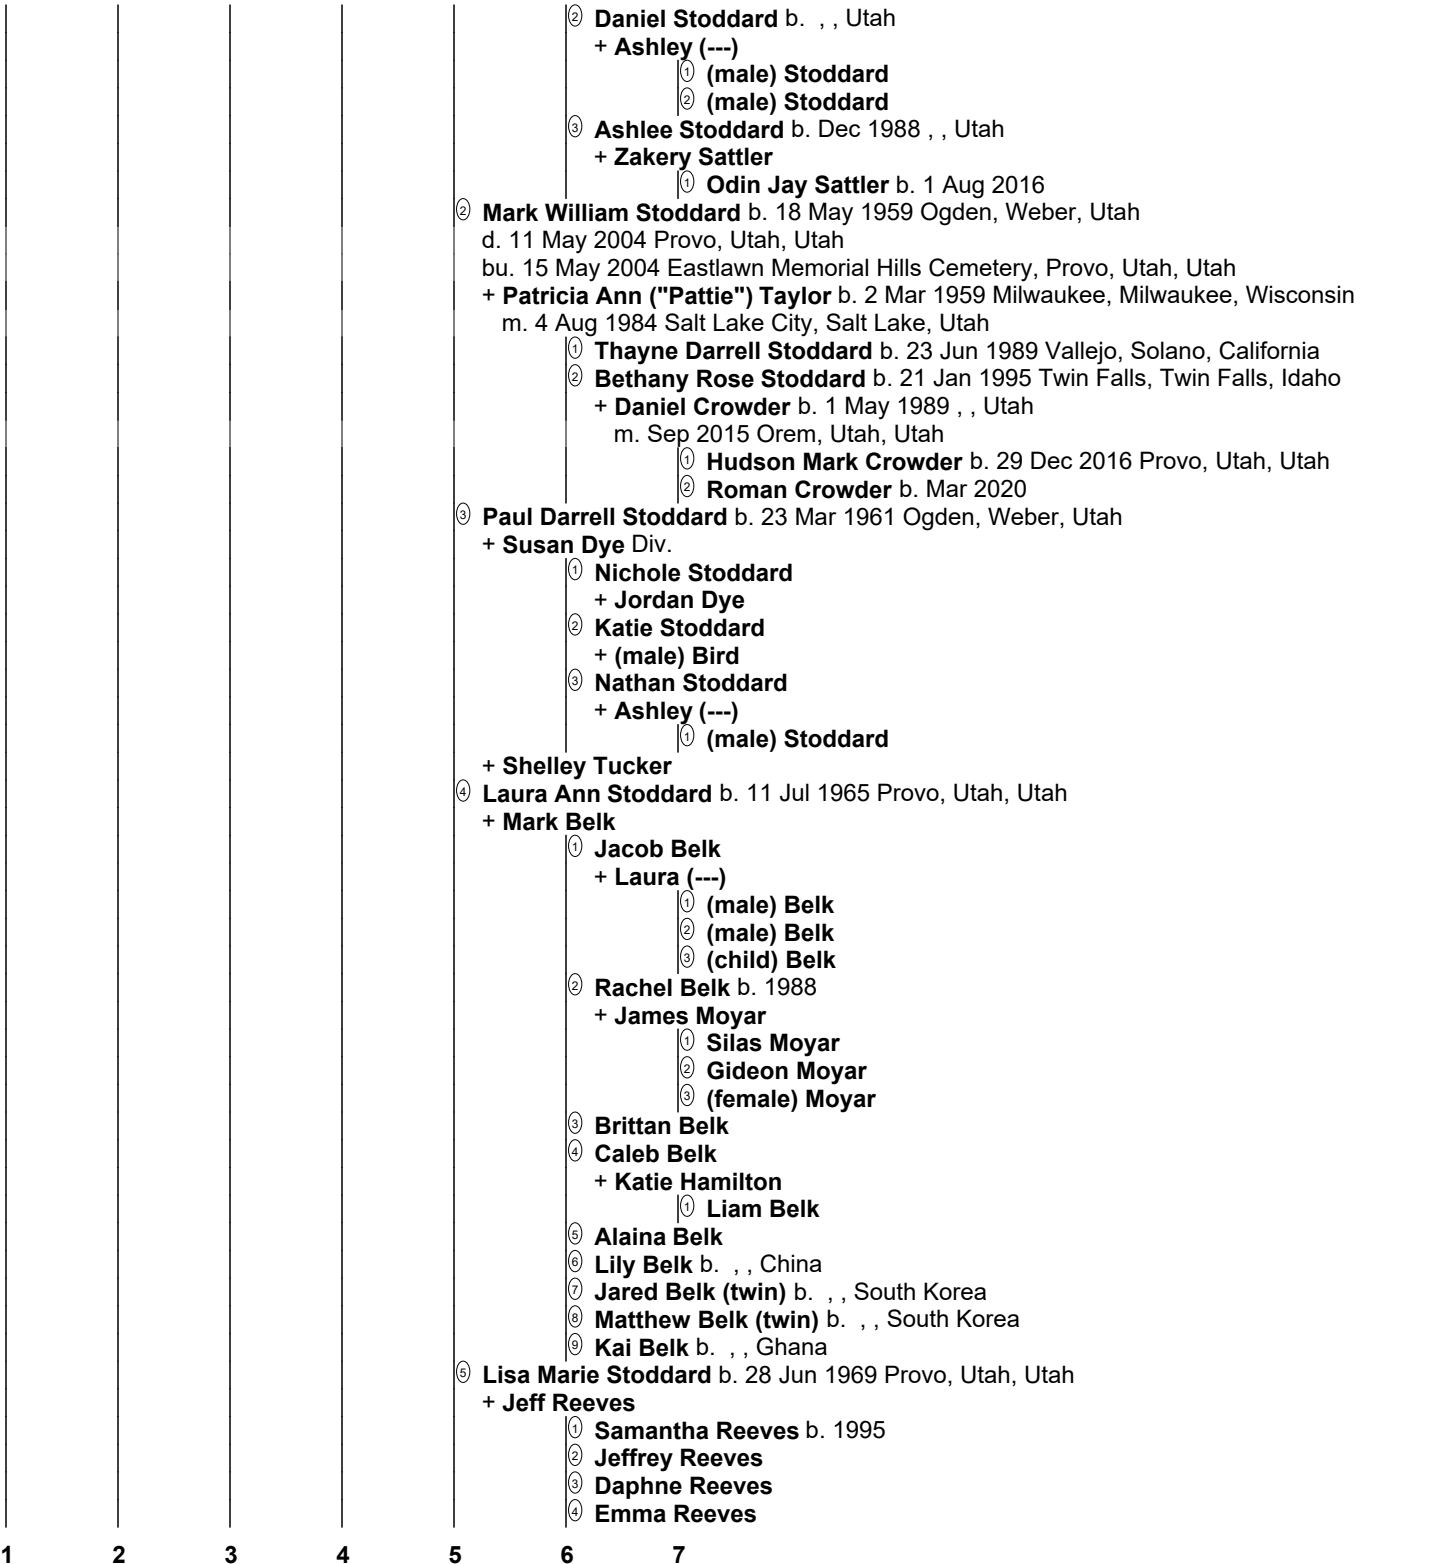 ② Daniel Stoddard b. , , Utah
+ Ashley (---)
① (male) Stoddard
② (male) Stoddard
③ Ashlee Stoddard b. Dec 1988 , , Utah
+ Zakery Sattler
① Odin Jay Sattler b. 1 Aug 2016
② Mark William Stoddard b. 18 May 1959 Ogden, Weber, Utah
d. 11 May 2004 Provo, Utah, Utah
bu. 15 May 2004 Eastlawn Memorial Hills Cemetery, Provo, Utah, Utah
+ Patricia Ann ("Pattie") Taylor b. 2 Mar 1959 Milwaukee, Milwaukee, Wisconsin
m. 4 Aug 1984 Salt Lake City, Salt Lake, Utah
① Thayne Darrell Stoddard b. 23 Jun 1989 Vallejo, Solano, California
② Bethany Rose Stoddard b. 21 Jan 1995 Twin Falls, Twin Falls, Idaho
+ Daniel Crowder b. 1 May 1989 , , Utah
m. Sep 2015 Orem, Utah, Utah
① Hudson Mark Crowder b. 29 Dec 2016 Provo, Utah, Utah
② Roman Crowder b. Mar 2020
③ Paul Darrell Stoddard b. 23 Mar 1961 Ogden, Weber, Utah
+ Susan Dye Div.
① Nichole Stoddard
+ Jordan Dye
② Katie Stoddard
+ (male) Bird
③ Nathan Stoddard
+ Ashley (---)
① (male) Stoddard
+ Shelley Tucker
④ Laura Ann Stoddard b. 11 Jul 1965 Provo, Utah, Utah
+ Mark Belk
① Jacob Belk
+ Laura (---)
① (male) Belk
② (male) Belk
③ (child) Belk
② Rachel Belk b. 1988
+ James Moyar
① Silas Moyar
② Gideon Moyar
③ (female) Moyar
③ Brittan Belk
④ Caleb Belk
+ Katie Hamilton
① Liam Belk
⑤ Alaina Belk
⑥ Lily Belk b. , , China
⑦ Jared Belk (twin) b. , , South Korea
⑧ Matthew Belk (twin) b. , , South Korea
⑨ Kai Belk b. , , Ghana
⑤ Lisa Marie Stoddard b. 28 Jun 1969 Provo, Utah, Utah
+ Jeff Reeves
① Samantha Reeves b. 1995
② Jeffrey Reeves
③ Daphne Reeves
④ Emma Reeves
1 2 3 4 5 6 7